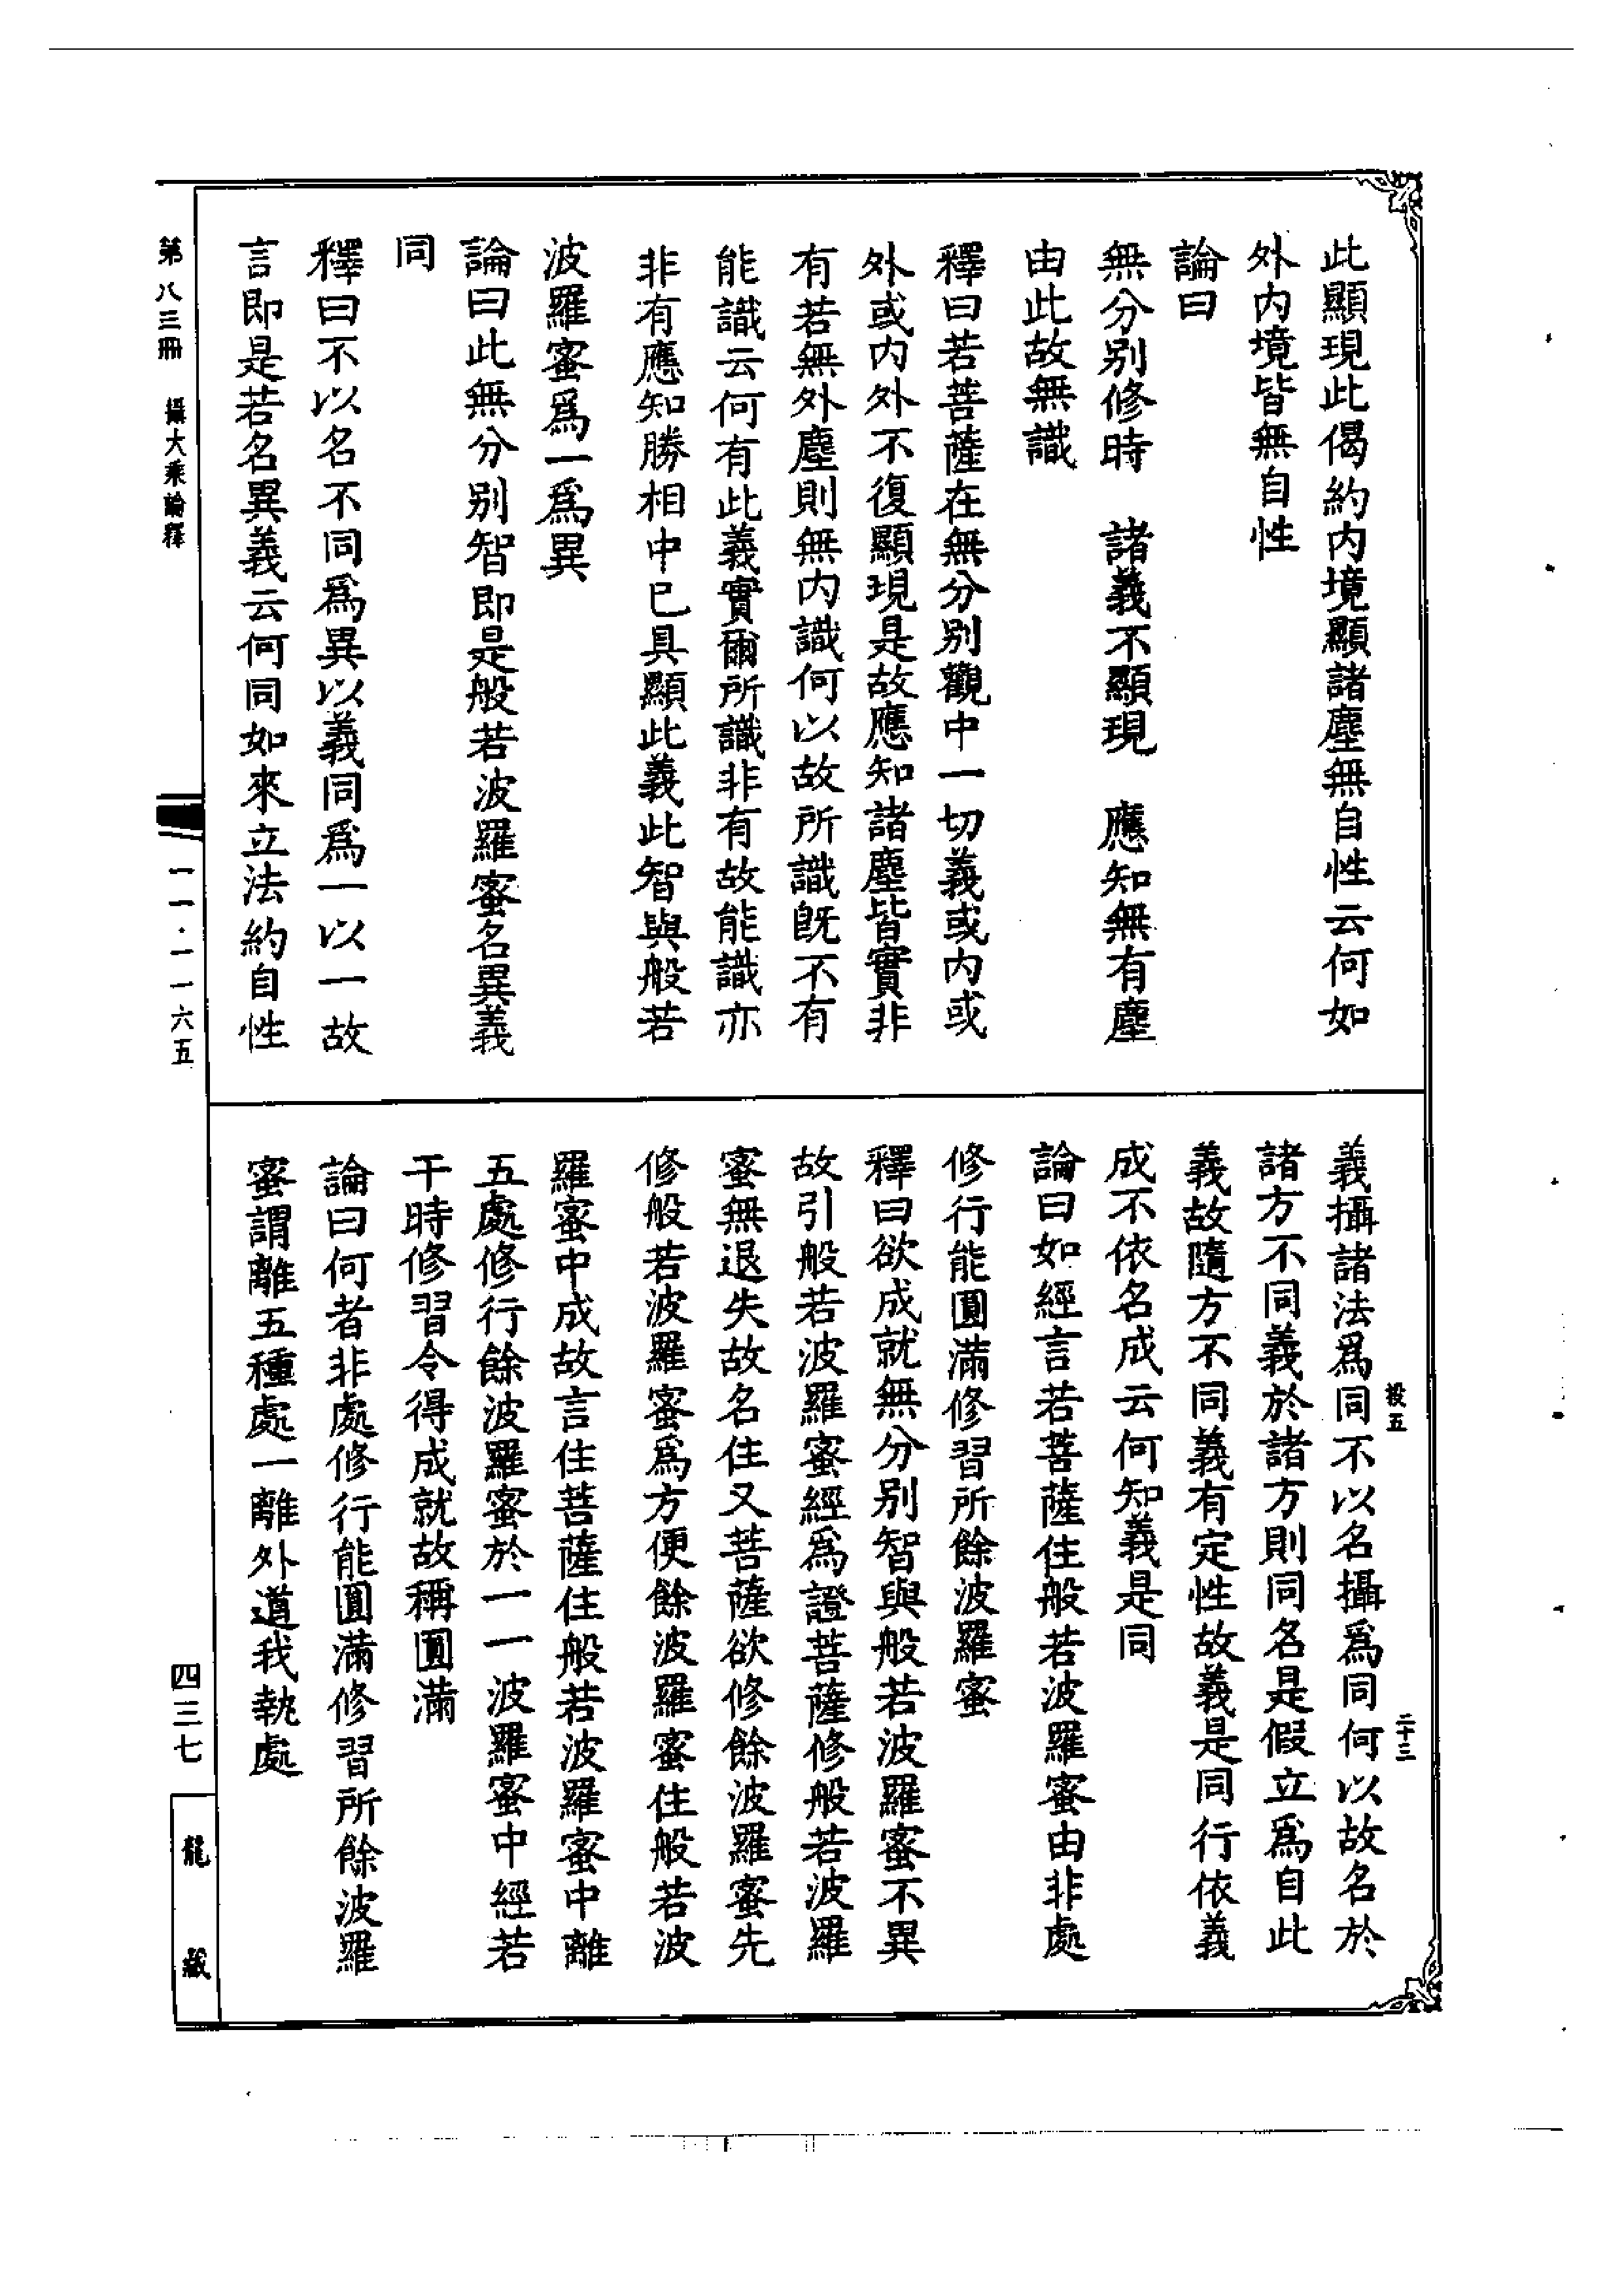 此顯現此偈約内境顯諸塵無自性云何如
外内境皆無自性
論曰
無分别修時　諸義不顯現　應知無有塵
由此故無識
釋曰若菩薩在無分别觀中一切義或内或
外或内外不復顯現是故應知諸塵皆實非
有若無外塵則無内識何以故所識旣不有
能識云何有此義實爾所識非有故能識亦
非有應知勝相中已具顯此義此智與般若
波羅蜜爲一爲異
論曰此無分别智即是般若波羅蜜名異義
同
釋曰不以名不同爲異以義同爲一以一故
言即是若名異義云何同如來立法約自性
義攝諸法爲同不以名攝爲同何以故名於
諸方不同義於諸方則同名是假立爲自此
義故隨方不同義有定性故義是同行依義
成不依名成云何知義是同
論曰如經言若菩薩住般若波羅蜜由非處
修行能圓滿修習所餘波羅蜜
釋曰欲成就無分别智與般若波羅蜜不異
故引般若波羅蜜經爲證菩薩修般若波羅
蜜無退失故名住又菩薩欲修餘波羅蜜先
修般若波羅蜜爲方便餘波羅蜜住般若波
羅蜜中成故言住菩薩住般若波羅蜜中離
五處修行餘波羅蜜於一一波羅蜜中經若
干時修習令得成就故稱圓滿
論曰何者非處修行能圓滿修習所餘波羅
蜜謂離五種處一離外道我執處
投五
二十三
第八三冊　攝大乘論釋
一一·一一六五
四三七
龍藏